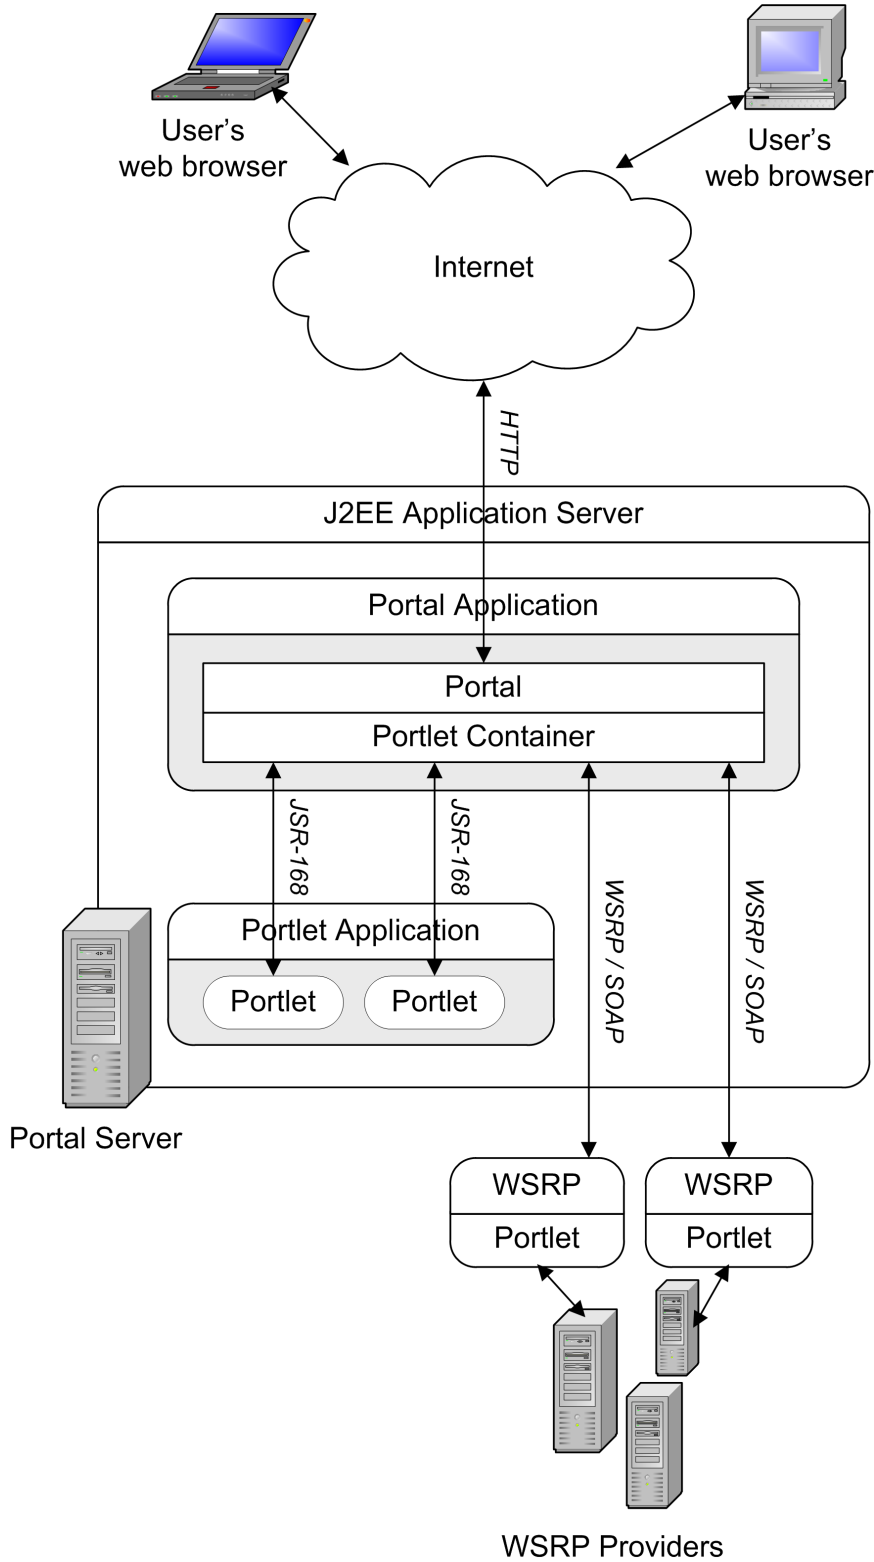 User's
web browser
User's
web browser
Internet
HTTP
J2EE Application Server
Portal Application
Portal
Portlet Container
JSR-168
JSR-168
WSRP / SOAP
WSRP / SOAP
Portlet Application
Portlet
Portlet
Portal Server
WSRP
Portlet
WSRP
Portlet
WSRP Providers